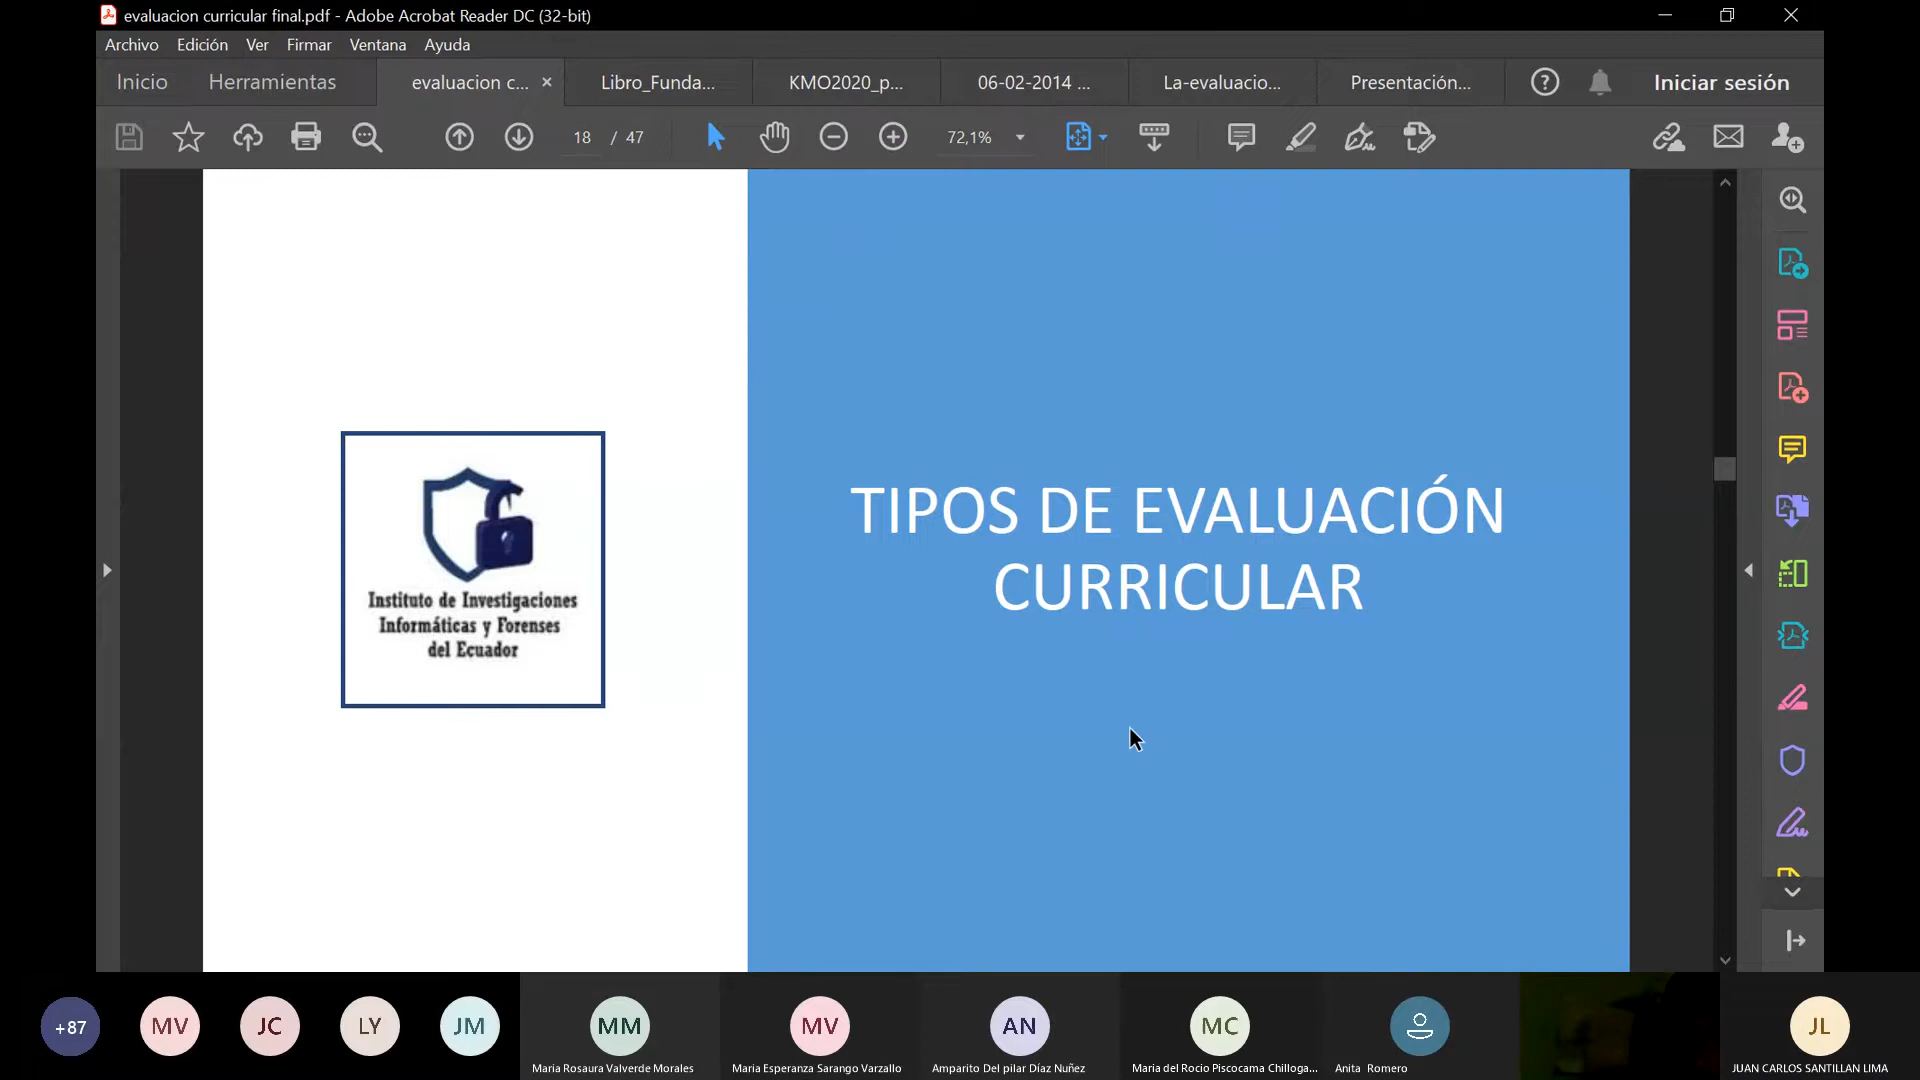 evaluacion curricular final.pdf - Adobe Acrobat Reader DC (32-bit)
Archivo Edición Ver Firmar Ventana Ayuda
Inicio Herramientas evaluacion c... Libro_Funda... KMO2020_p... 06-02-2014 ... La-evaluacio... Presentación... Iniciar sesión
18 / 47 72,1%
TIPOS DE EVALUACIÓN
CURRICULAR
Instituto de Investigaciones
Informáticas y Forenses
del Ecuador
+87 MV JC LY JM MM MV AN MC JL
Maria Rosaura Valverde Morales Maria Esperanza Sarango Varzallo Amparito Del pilar Díaz Nuñez Maria del Rocio Piscocama Chilloga... Anita Romero JUAN CARLOS SANTILLAN LIMA